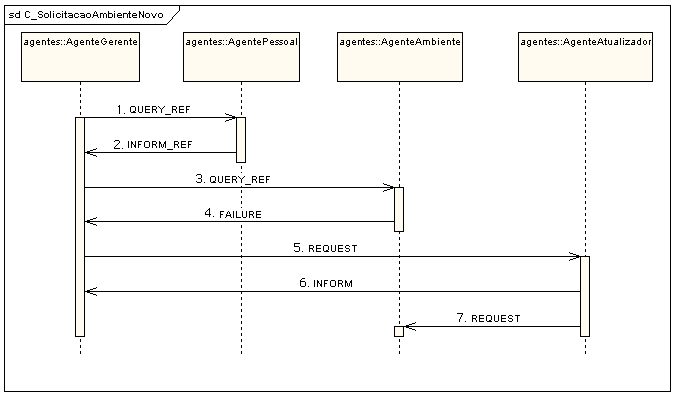 sd C_SolicitacaoAmbienteNovo
agentes::AgenteGerente
agentes::AgentePessoal
agentes::AgenteAmbiente
agentes::AgenteAtualizador
1. QUERY_REF
2. INFORM_REF
3. QUERY_REF
4. FAILURE
5. REQUEST
6. INFORM
7. REQUEST